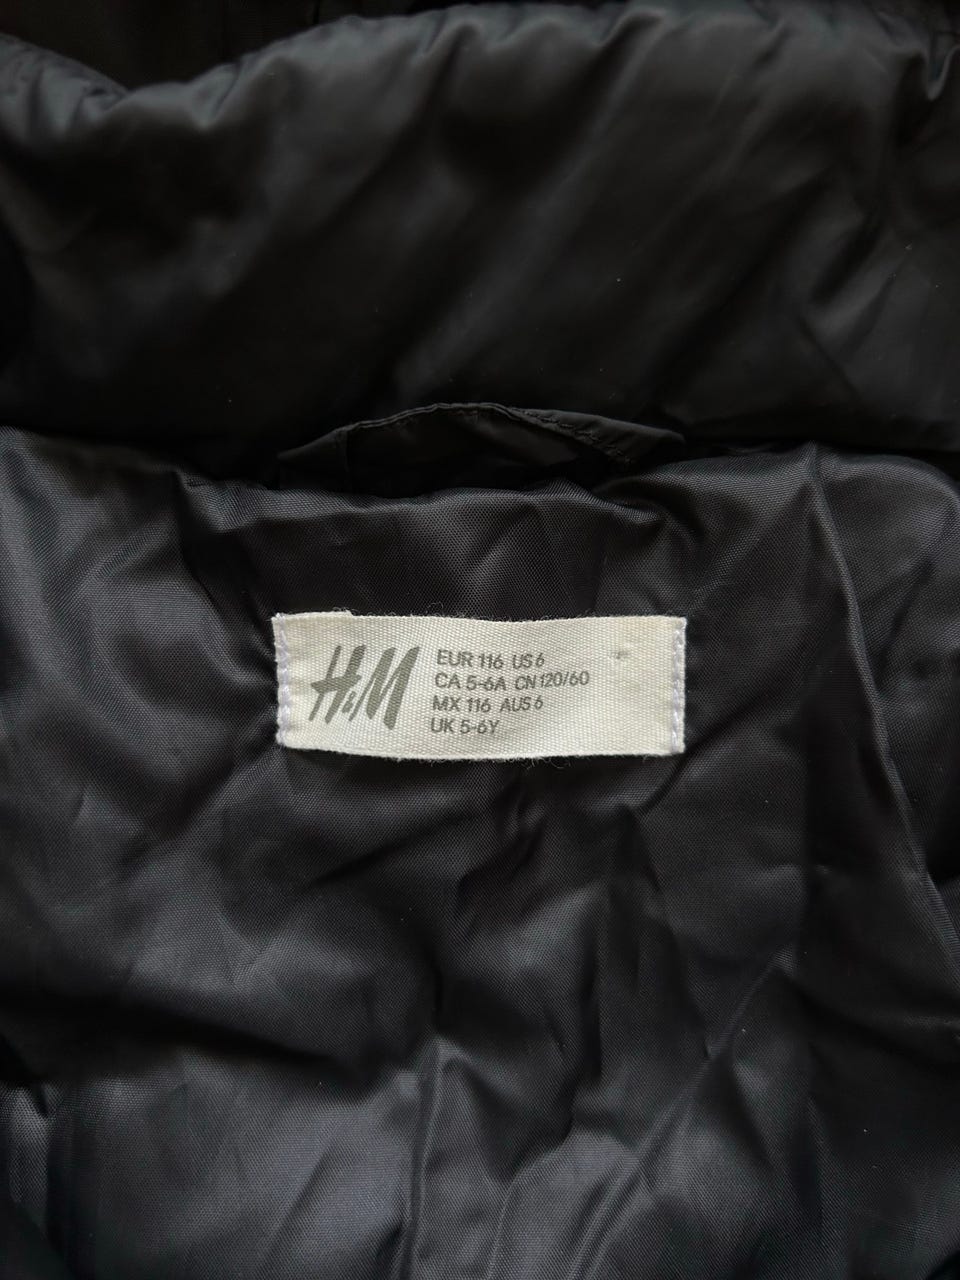 H&M
EUR 116 US 6
CA 5-6A CN 120/60
MX 116 AUS 6
UK 5-6Y